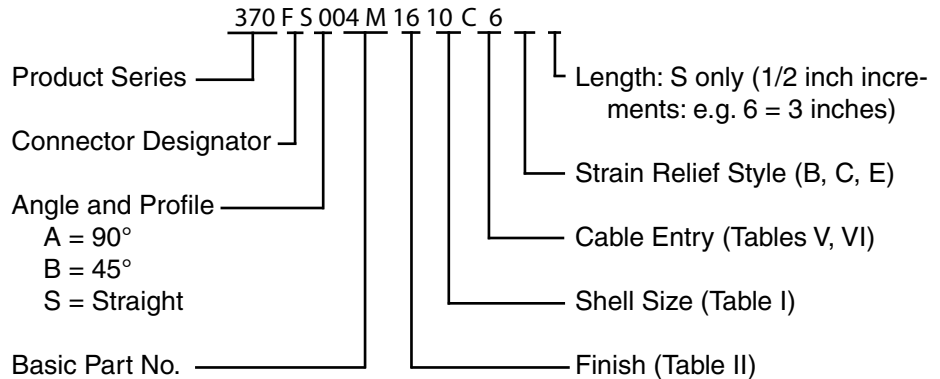 370 F S 004 M 16 10 C 6
Product Series
Connector Designator
Angle and Profile
A = 90°
B = 45°
S = Straight
Basic Part No.
Length: S only (1/2 inch incre-
ments: e.g. 6 = 3 inches)
Strain Relief Style (B, C, E)
Cable Entry (Tables V, VI)
Shell Size (Table I)
Finish (Table II)